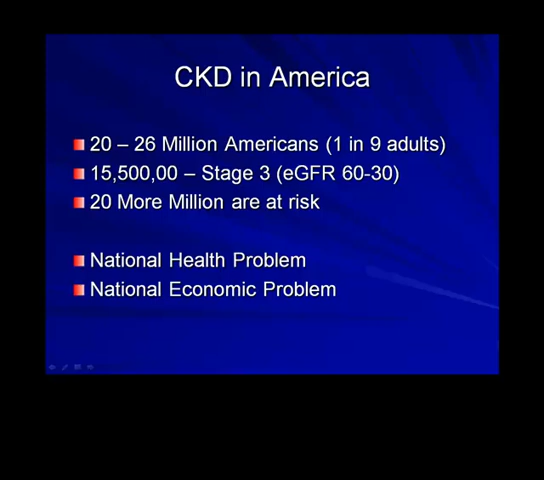 CKD in America
20 – 26 Million Americans (1 in 9 adults)
15,500,00 – Stage 3 (eGFR 60-30)
20 More Million are at risk
National Health Problem
National Economic Problem